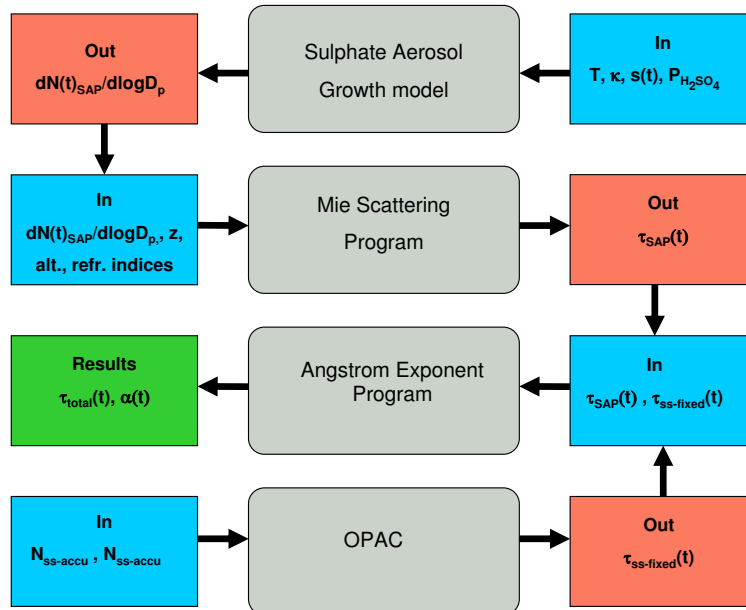 Out
dN(t)SAP/dlogDp
Sulphate Aerosol
Growth model
In
T, κ, s(t), PH2SO4
In
dN(t)SAP/dlogDp,, z,
alt., refr. indices
Mie Scattering
Program
Out
τSAP(t)
Results
τtotal(t), α(t)
Angstrom Exponent
Program
In
τSAP(t) , τss-fixed(t)
In
Nss-accu , Nss-accu
OPAC
Out
τss-fixed(t)